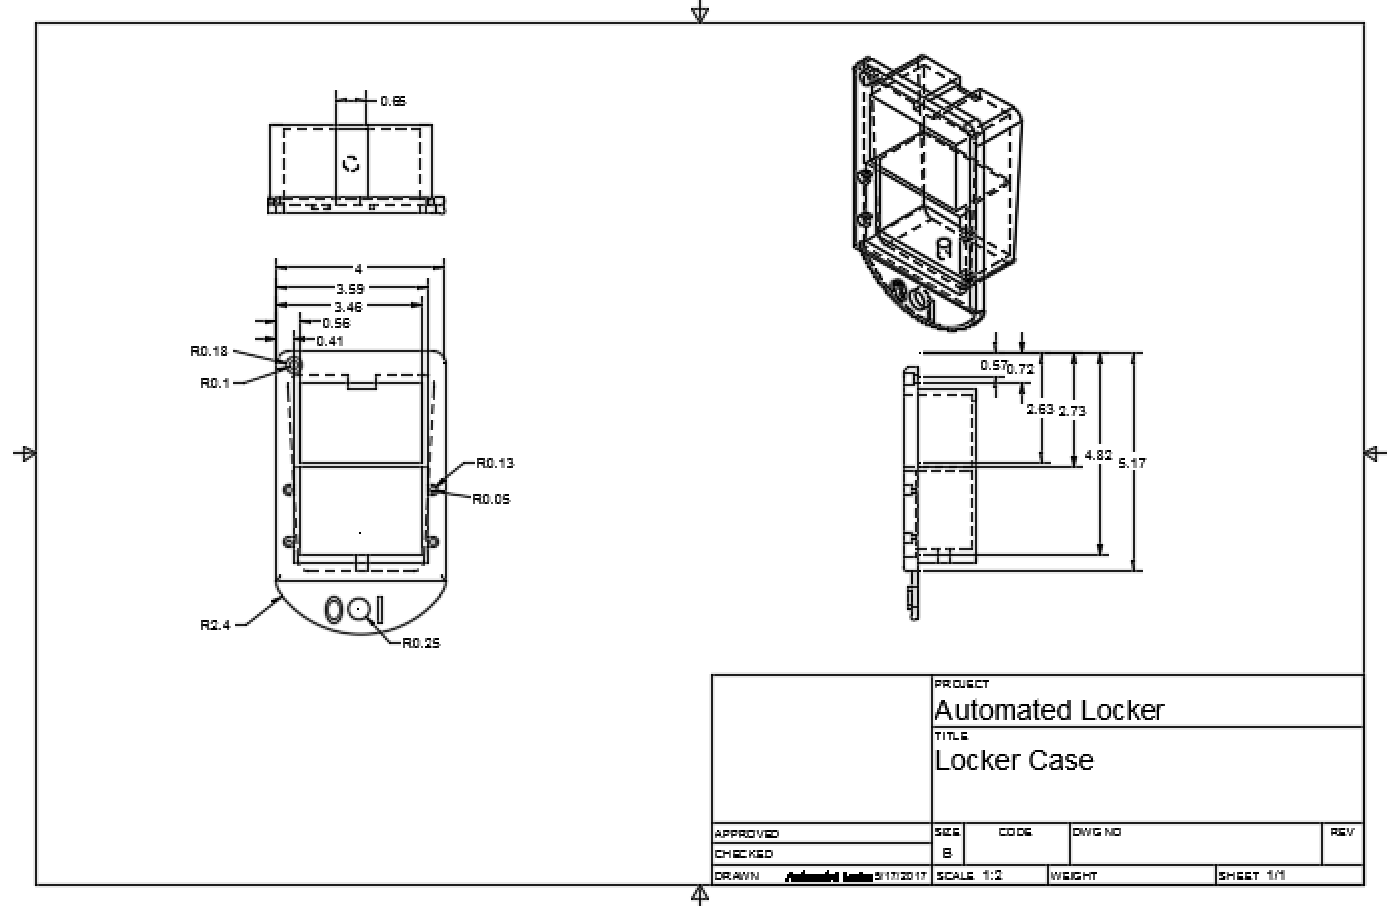 0.65
4
3.59
3.46
0.56
0.41
R0.18
R0.1
R0.13
R0.05
R2.4
R0.25
0.57
0.72
2.63
2.73
4.82
5.17
PROJECT
Automated Locker
TITLE
Locker Case
APPROVED
CHECKED
DRAWN Automated Locker 5/17/2017
SIZE
B
CODE
DWG NO
REV
SCALE 1:2
WEIGHT
SHEET 1/1